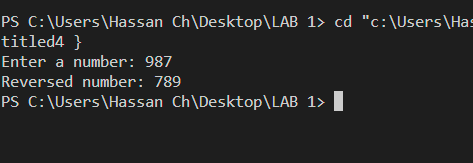 PS C:\Users\Hassan Ch\Desktop\LAB 1> cd "c:\Users\Has
titled4 }
Enter a number: 987
Reversed number: 789
PS C:\Users\Hassan Ch\Desktop\LAB 1>